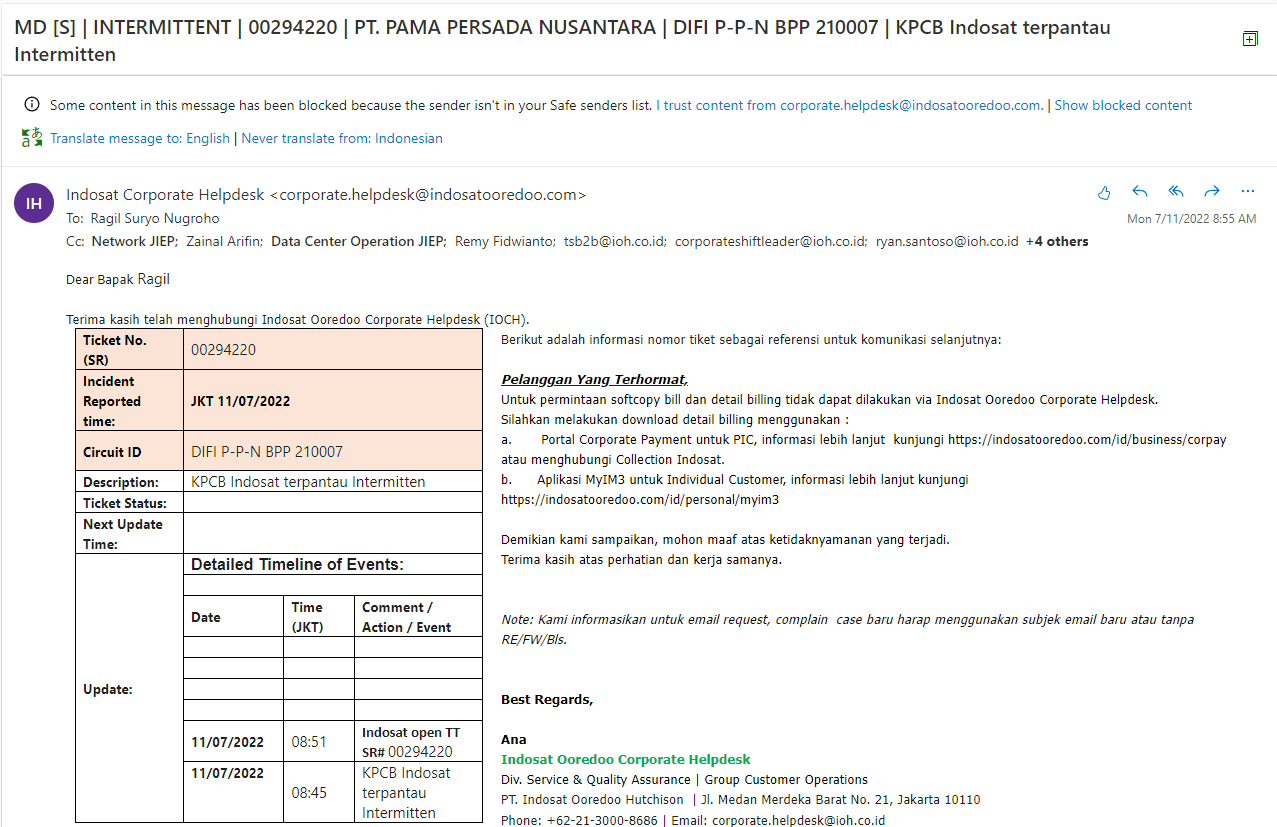 MD [S] | INTERMITTENT | 00294220 | PT. PAMA PERSADA NUSANTARA | DIFI P-P-N BPP 210007 | KPCB Indosat terpantau
Intermitten
Some content in this message has been blocked because the sender isn't in your Safe senders list. I trust content from corporate.helpdesk@indosatooredoo.com. | Show blocked content
Translate message to: English | Never translate from: Indonesian
IH
Indosat Corporate Helpdesk <corporate.helpdesk@indosatooredoo.com>
To: Ragil Suryo Nugroho
Mon 7/11/2022 8:55 AM
Cc: Network JIEP; Zainal Arifin; Data Center Operation JIEP; Remy Fidwianto; tsb2b@ioh.co.id; corporateshiftleader@ioh.co.id; ryan.santoso@ioh.co.id +4 others
Dear Bapak Ragil
Terima kasih telah menghubungi Indosat Ooredoo Corporate Helpdesk (IOCH).
Ticket No.
(SR)
00294220
Incident
Reported
time:
JKT 11/07/2022
Circuit ID
DIFI P-P-N BPP 210007
Description:
KPCB Indosat terpantau Intermitten
Ticket Status:
Next Update
Time:
Update:
Detailed Timeline of Events:
Date
Time
(JKT)
Comment /
Action / Event
11/07/2022
08:51
Indosat open TT
SR# 00294220
11/07/2022
08:45
KPCB Indosat
terpantau
Intermitten
Berikut adalah informasi nomor tiket sebagai referensi untuk komunikasi selanjutnya:
Pelanggan Yang Terhormat,
Untuk permintaan softcopy bill dan detail billing tidak dapat dilakukan via Indosat Ooredoo Corporate Helpdesk.
Silahkan melakukan download detail billing menggunakan :
a. Portal Corporate Payment untuk PIC, informasi lebih lanjut kunjungi https://indosatooredoo.com/id/business/corpay
atau menghubungi Collection Indosat.
b. Aplikasi MyIM3 untuk Individual Customer, informasi lebih lanjut kunjungi
https://indosatooredoo.com/id/personal/myim3
Demikian kami sampaikan, mohon maaf atas ketidaknyamanan yang terjadi.
Terima kasih atas perhatian dan kerja samanya.
Note: Kami informasikan untuk email request, complain case baru harap menggunakan subjek email baru atau tanpa
RE/FW/Bls.
Best Regards,
Ana
Indosat Ooredoo Corporate Helpdesk
Div. Service & Quality Assurance | Group Customer Operations
PT. Indosat Ooredoo Hutchison | Jl. Medan Merdeka Barat No. 21, Jakarta 10110
Phone: +62-21-3000-8686 | Email: corporate.helpdesk@ioh.co.id